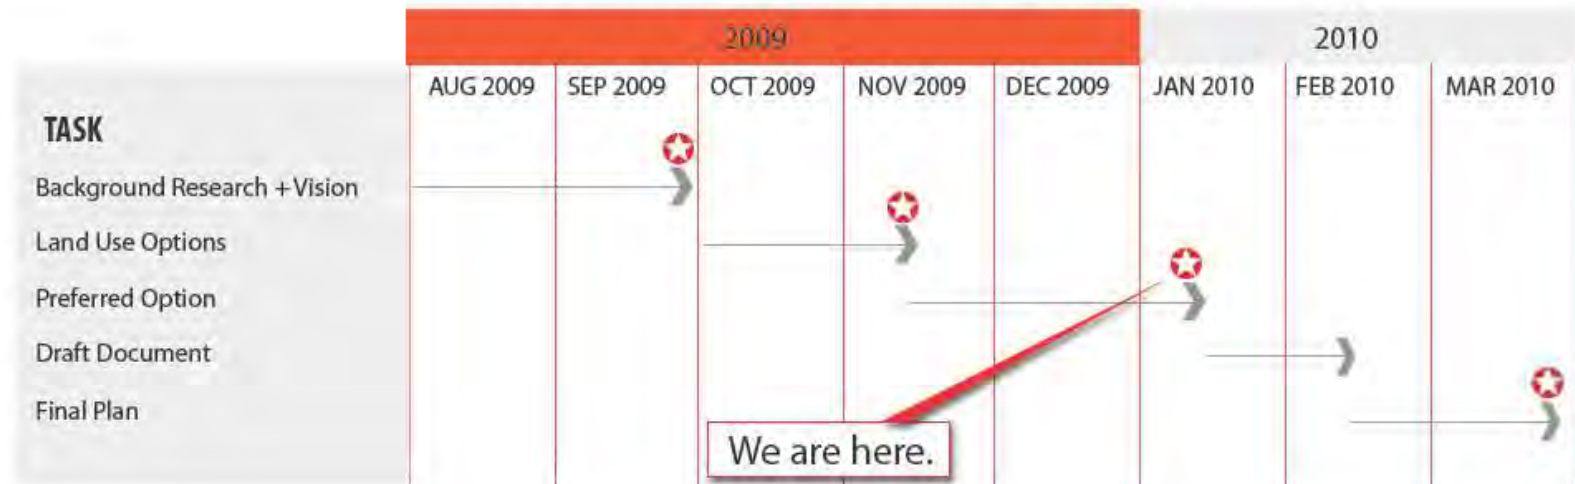 2009 2010
AUG 2009 SEP 2009 OCT 2009 NOV 2009 DEC 2009 JAN 2010 FEB 2010 MAR 2010
TASK
Background Research + Vision
Land Use Options
Preferred Option
Draft Document
Final Plan
We are here.